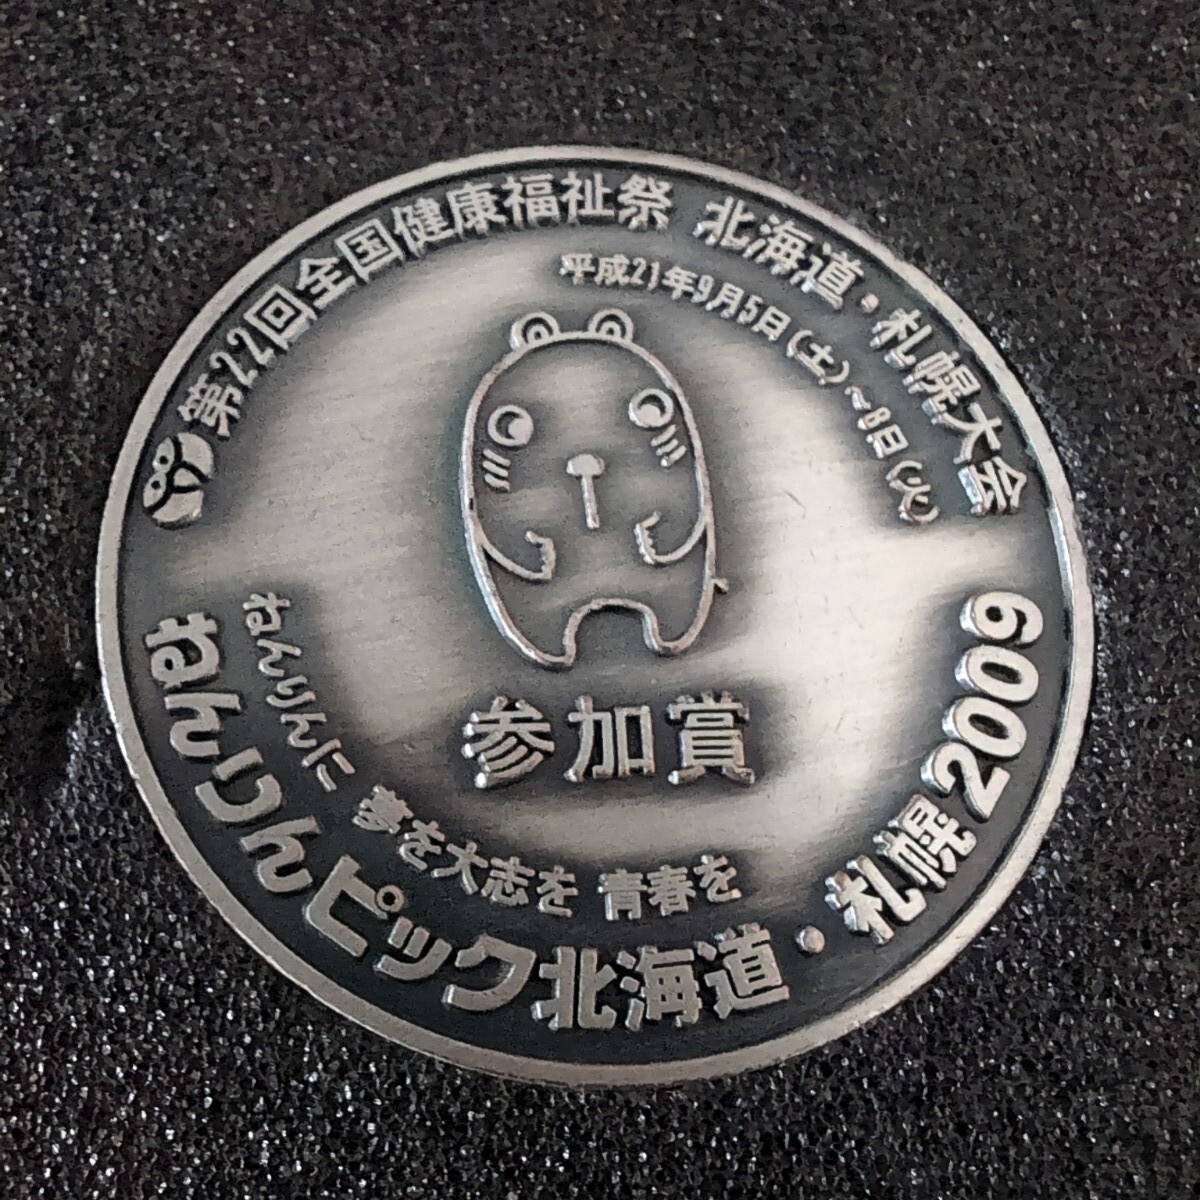 第22回全国健康福祉祭 北海道・札幌大会
平成21年9月5日(土)~8日(火)
参加賞
ねんりんに 夢を大志を 青春を
ねんりんピック北海道・札幌2009